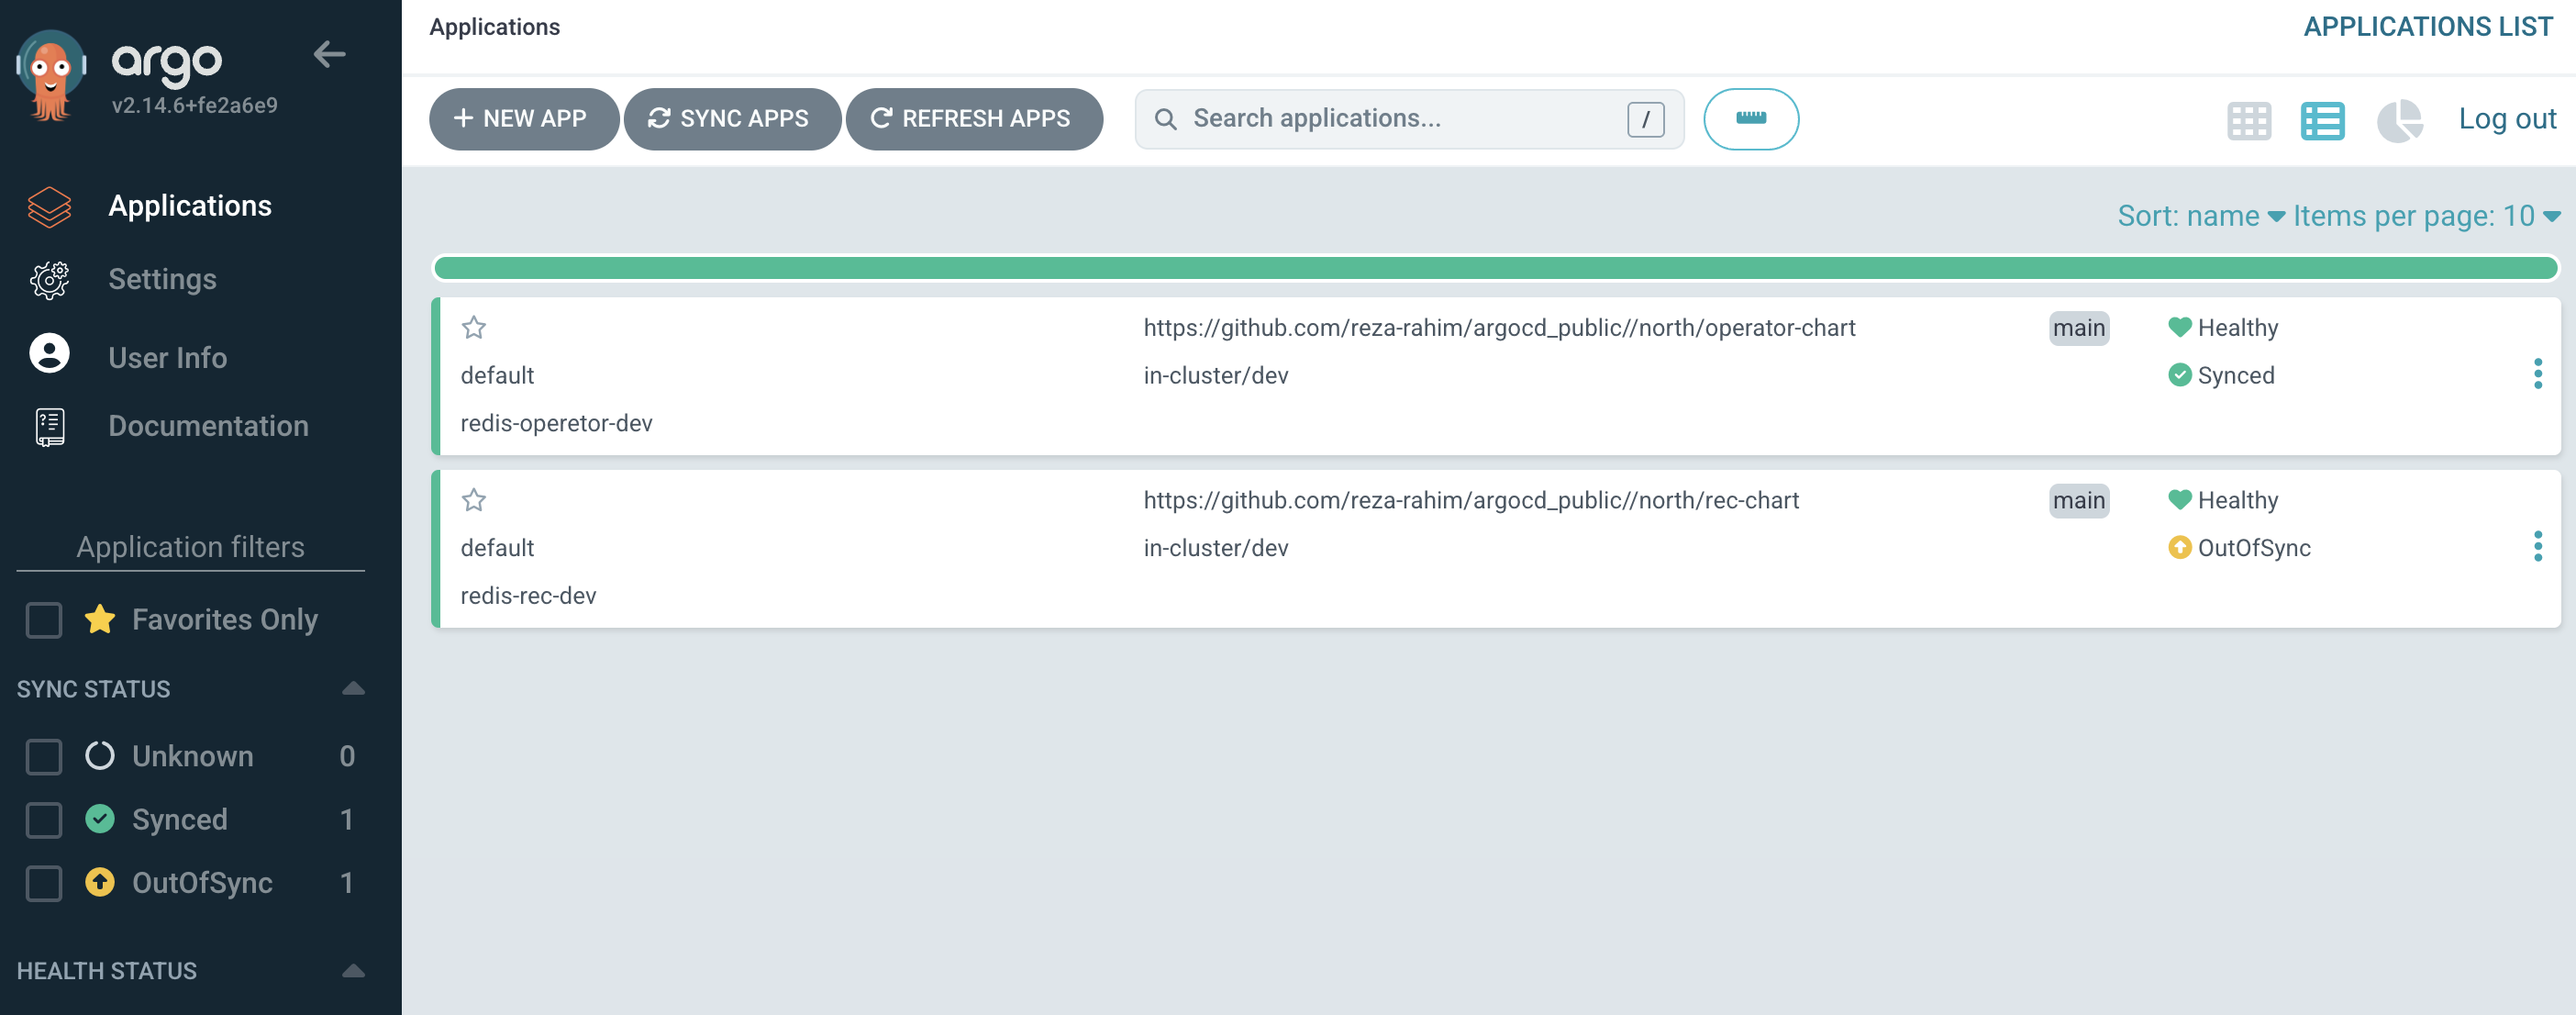 argo
v2.14.6+fe2a6e9
Applications
Settings
User Info
Documentation
Application filters
Favorites Only
SYNC STATUS
Unknown 0
Synced 1
OutOfSync 1
HEALTH STATUS
Applications
APPLICATIONS LIST
NEW APP SYNC APPS REFRESH APPS Search applications... / Log out
Sort: name Items per page: 10
https://github.com/reza-rahim/argocd_public//north/operator-chart main Healthy
default in-cluster/dev Synced
redis-operetor-dev
https://github.com/reza-rahim/argocd_public//north/rec-chart main Healthy
default in-cluster/dev OutOfSync
redis-rec-dev